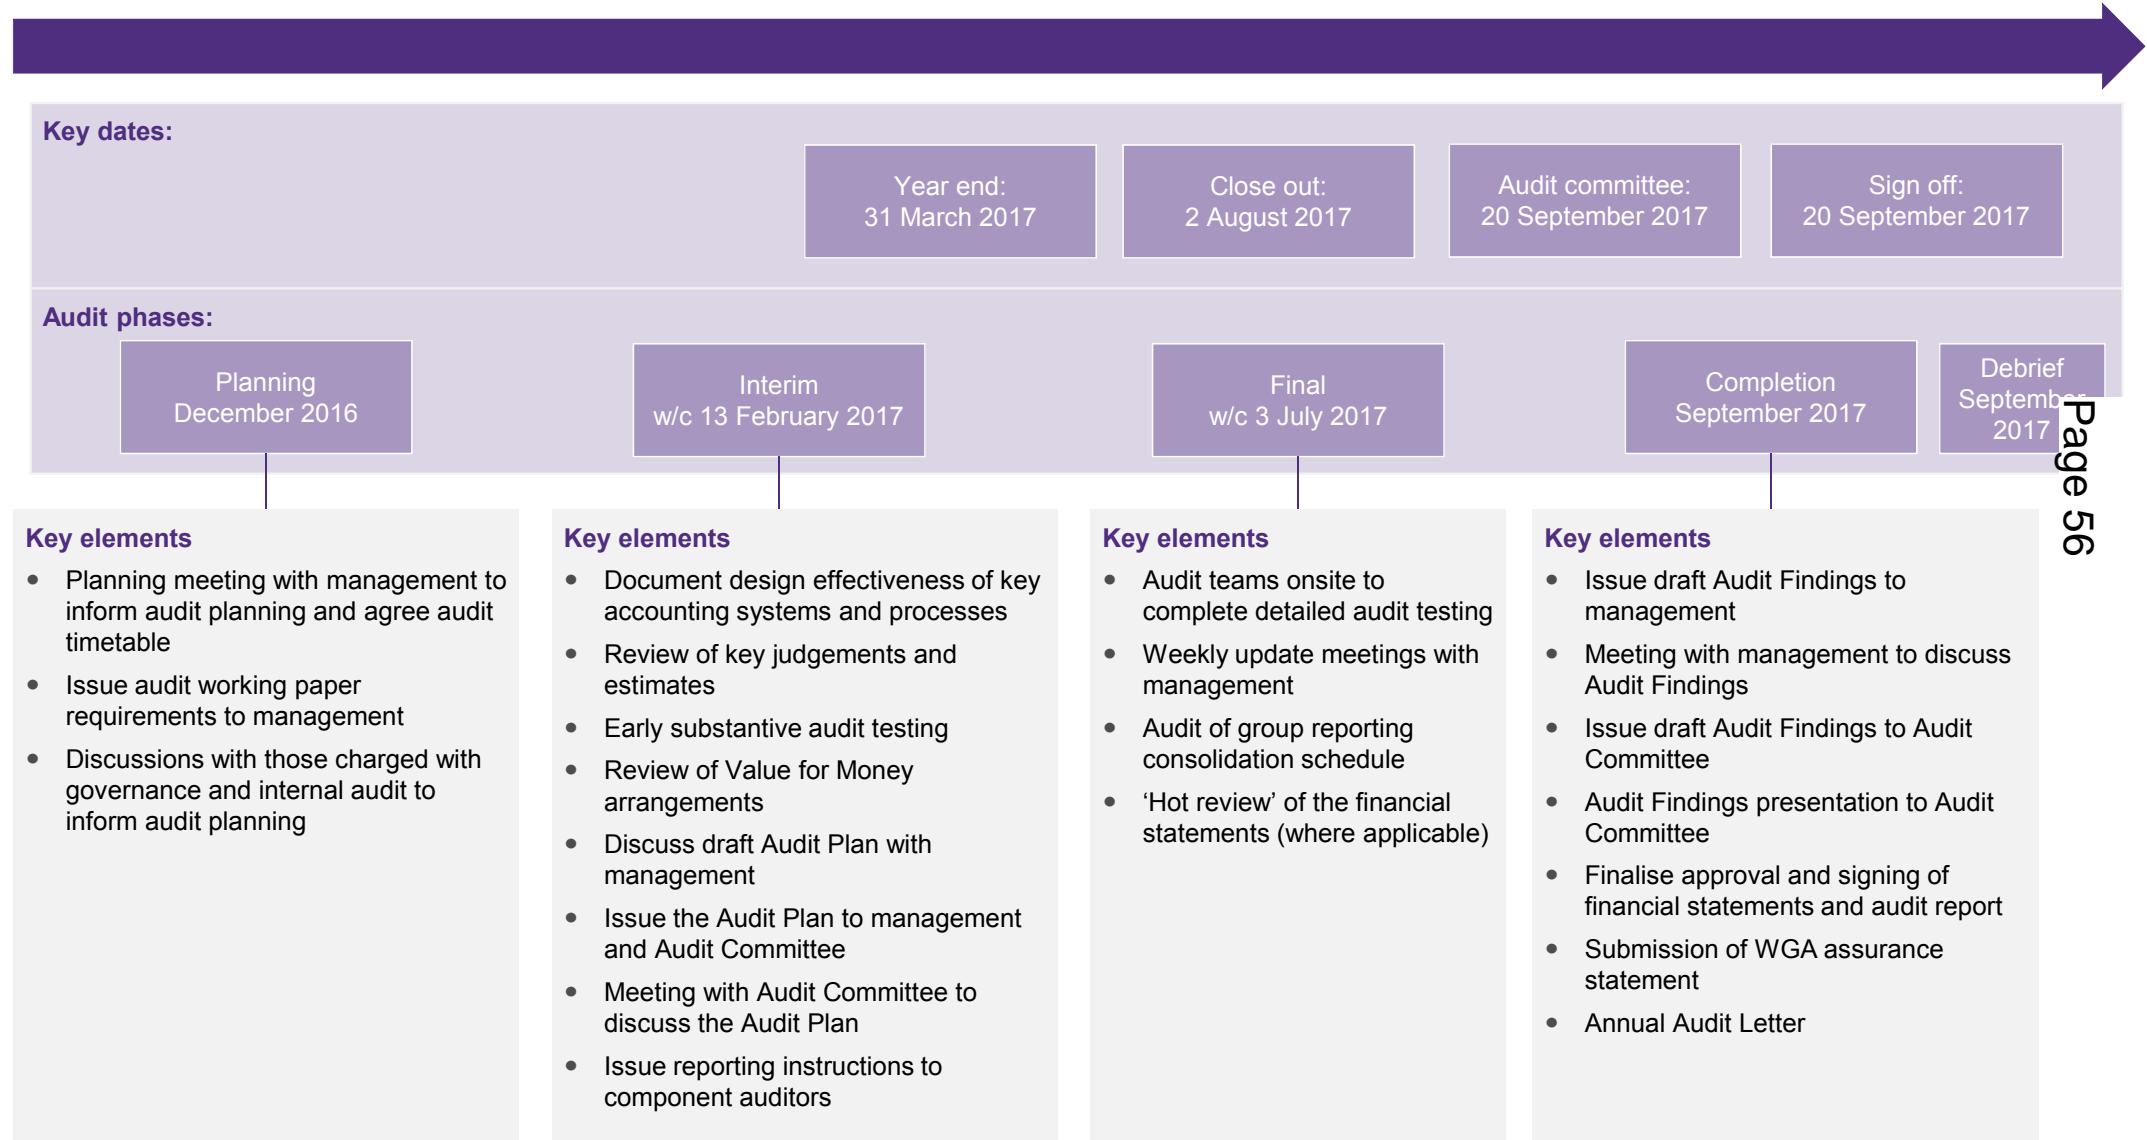 Key dates:
Year end:
31 March 2017
Close out:
2 August 2017
Audit committee:
20 September 2017
Sign off:
20 September 2017
Audit phases:
Planning
December 2016
Interim
w/c 13 February 2017
Final
w/c 3 July 2017
Completion
September 2017
Debrief
September
2017
Page 56
Key elements
• Planning meeting with management to
inform audit planning and agree audit
timetable
• Issue audit working paper
requirements to management
• Discussions with those charged with
governance and internal audit to
inform audit planning
Key elements
• Document design effectiveness of key
accounting systems and processes
• Review of key judgements and
estimates
• Early substantive audit testing
• Review of Value for Money
arrangements
• Discuss draft Audit Plan with
management
• Issue the Audit Plan to management
and Audit Committee
• Meeting with Audit Committee to
discuss the Audit Plan
• Issue reporting instructions to
component auditors
Key elements
• Audit teams onsite to
complete detailed audit testing
• Weekly update meetings with
management
• Audit of group reporting
consolidation schedule
• ‘Hot review’ of the financial
statements (where applicable)
Key elements
• Issue draft Audit Findings to
management
• Meeting with management to discuss
Audit Findings
• Issue draft Audit Findings to Audit
Committee
• Audit Findings presentation to Audit
Committee
• Finalise approval and signing of
financial statements and audit report
• Submission of WGA assurance
statement
• Annual Audit Letter